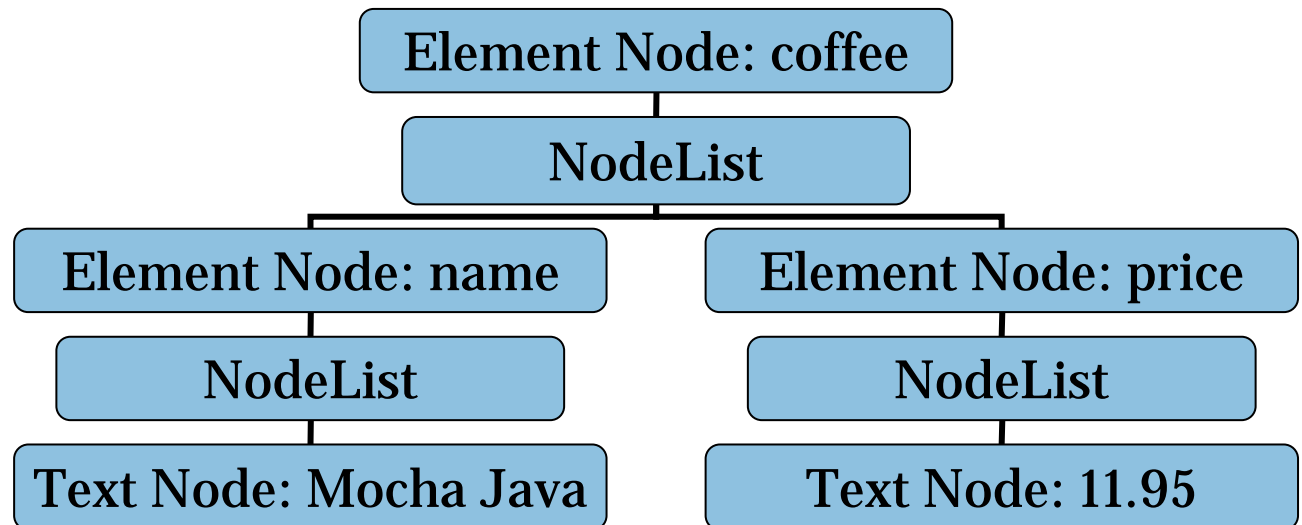 Element Node: coffee
NodeList
Element Node: name
Element Node: price
NodeList
NodeList
Text Node: Mocha Java
Text Node: 11.95